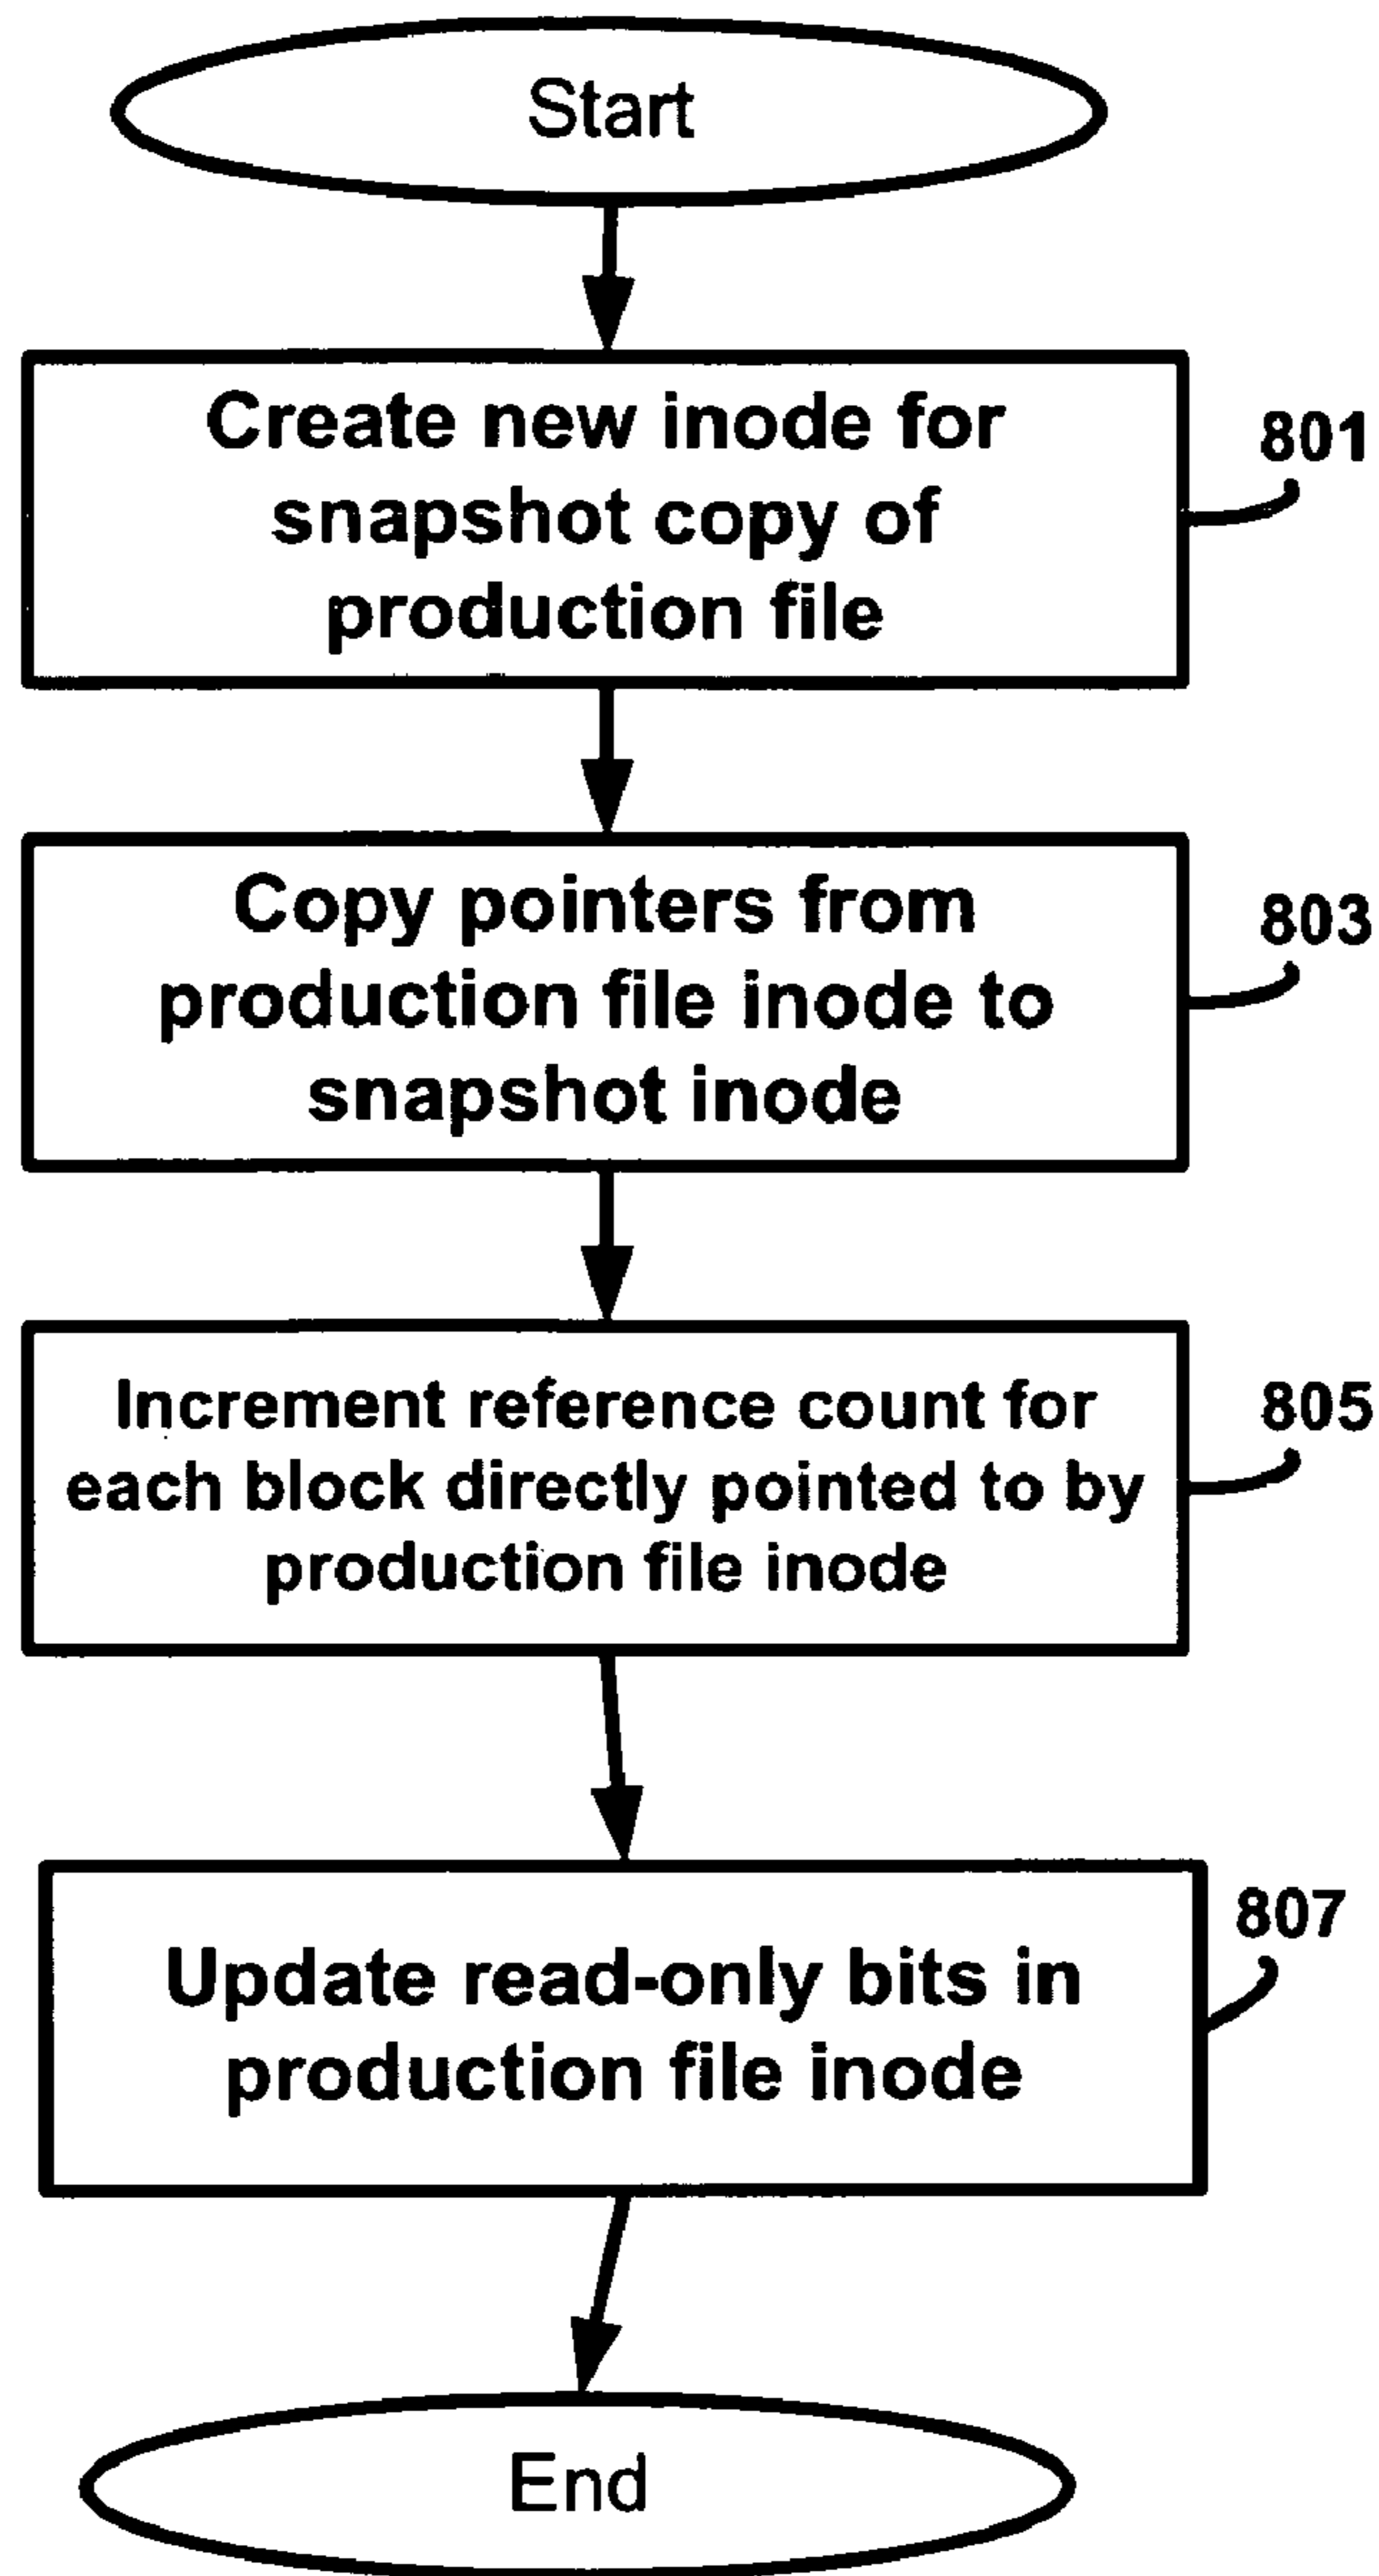 Start
Create new inode for
snapshot copy of
production file
801
Copy pointers from
production file inode to
snapshot inode
803
Increment reference count for
each block directly pointed to by
production file inode
805
Update read-only bits in
production file inode
807
End